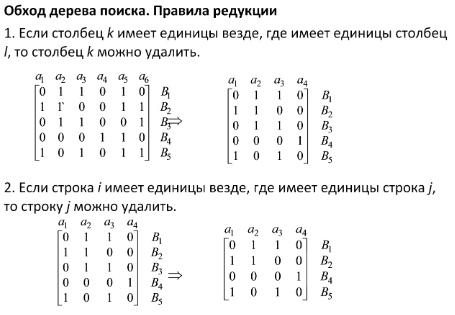 Обход дерева поиска. Правила редукции
1. Если столбец k имеет единицы везде, где имеет единицы столбец
l, то столбец k можно удалить.
a1 a2 a3 a4 a5 a6
0 1 1 0 1 0 B1
1 1 0 0 1 1 B2
0 1 1 0 0 1 B3
0 0 0 1 1 0 B4
1 0 1 0 1 1 B5
⇒
a1 a2 a3 a4
0 1 1 0 B1
1 1 0 0 B2
0 1 1 0 B3
0 0 0 1 B4
1 0 1 0 B5
2. Если строка i имеет единицы везде, где имеет единицы строка j,
то строку j можно удалить.
a1 a2 a3 a4
0 1 1 0 B1
1 1 0 0 B2
0 1 1 0 B3
0 0 0 1 B4
1 0 1 0 B5
⇒
a1 a2 a3 a4
0 1 1 0 B1
1 1 0 0 B2
0 0 0 1 B4
1 0 1 0 B5